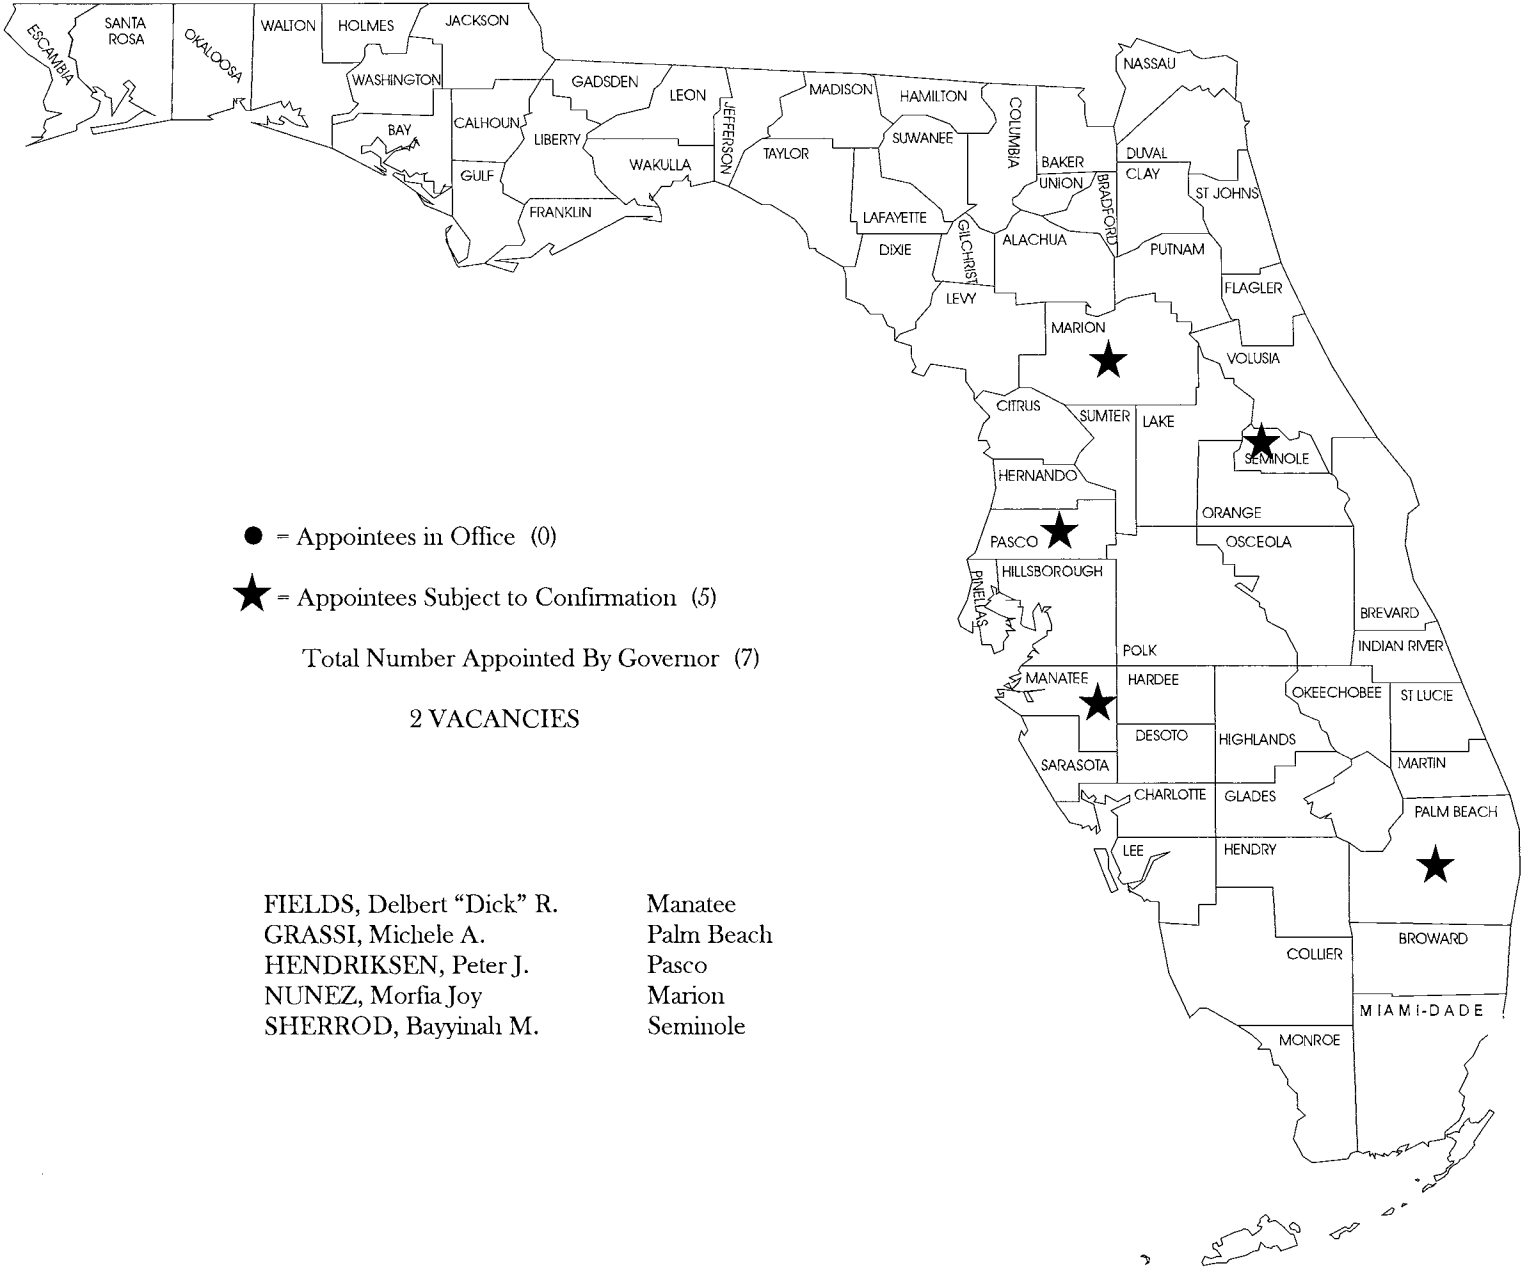 ESCAMBIA
SANTA
ROSA
OKALOOSA
WALTON
HOLMES
JACKSON
WASHINGTON
BAY
CALHOUN
GULF
LIBERTY
GADSDEN
FRANKLIN
LEON
WAKULLA
JEFFERSON
MADISON
TAYLOR
HAMILTON
SUWANEE
LAFAYETTE
DIXIE
COLUMBIA
GILCHRIST
NASSAU
BAKER
UNION
BRADFORD
DUVAL
CLAY
ST JOHNS
ALACHUA
PUTNAM
LEVY
FLAGLER
MARION
VOLUSIA
CITRUS
SUMTER
LAKE
SEMINOLE
HERNANDO
ORANGE
PASCO
OSCEOLA
HILLSBOROUGH
PINELLAS
BREVARD
POLK
INDIAN RIVER
MANATEE
HARDEE
OKEECHOBEE
ST LUCIE
DESOTO
HIGHLANDS
SARASOTA
MARTIN
CHARLOTTE
GLADES
PALM BEACH
LEE
HENDRY
BROWARD
COLLIER
MIAMI-DADE
MONROE
= Appointees in Office (0)
= Appointees Subject to Confirmation (5)
Total Number Appointed By Governor (7)
2 VACANCIES
FIELDS, Delbert “Dick” R. Manatee
GRASSI, Michele A. Palm Beach
HENDRIKSEN, Peter J. Pasco
NUNEZ, Morfia Joy Marion
SHERROD, Bayyinah M. Seminole